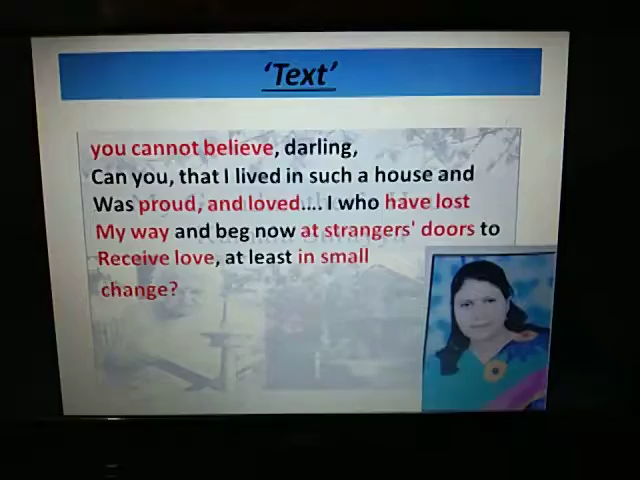 ‘Text’
you cannot believe, darling,
Can you, that I lived in such a house and
Was proud, and loved.... I who have lost
My way and beg now at strangers' doors to
Receive love, at least in small
change?